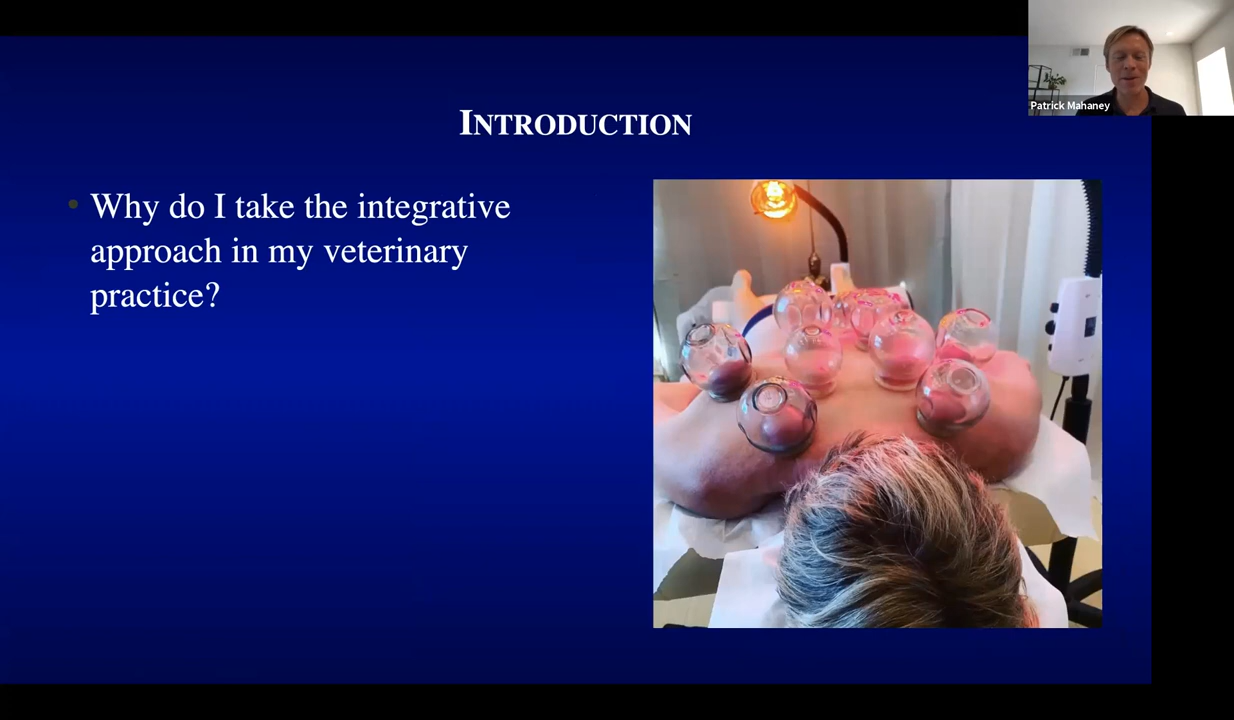 INTRODUCTION
Why do I take the integrative
approach in my veterinary
practice?
Patrick Mahaney